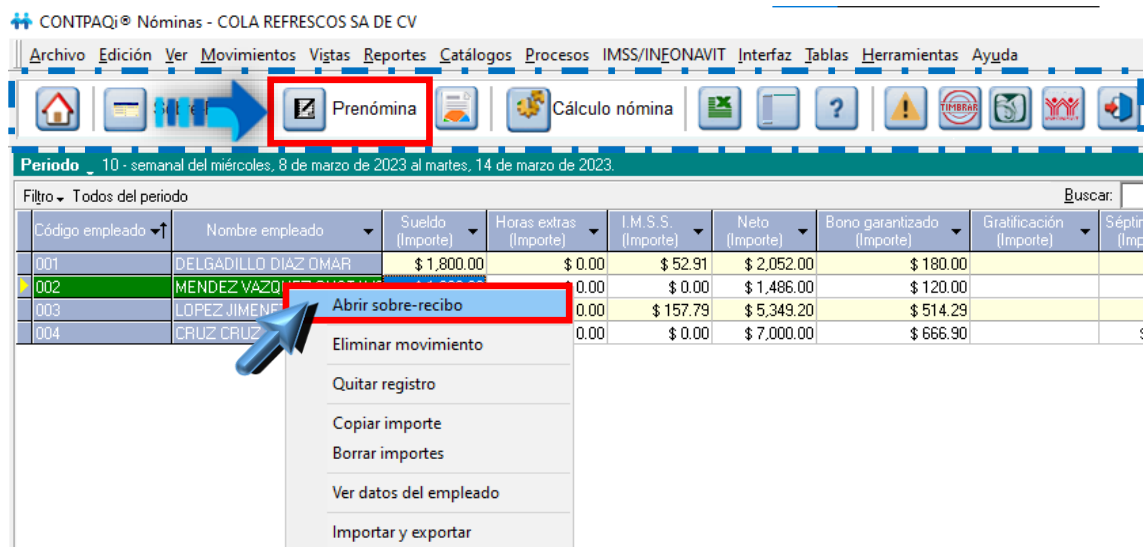 CONTPAQi® Nóminas - COLA REFRESCOS SA DE CV
Archivo Edición Ver Movimientos Vistas Reportes Catálogos Procesos IMSS/INFONAVIT Interfaz Tablas Herramientas Ayuda
Prenómina Cálculo nómina ? TIMBRAR
Periodo 10 - semanal del miércoles, 8 de marzo de 2023 al martes, 14 de marzo de 2023.
Filtro Todos del periodo Buscar:
Código empleado Nombre empleado Sueldo (Importe) Horas extras (Importe) I.M.S.S. (Importe) Neto (Importe) Bono garantizado (Importe) Gratificación (Importe)
001 DELGADILLO DIAZ OMAR $ 1,800.00 $ 0.00 $ 52.91 $ 2,052.00 $ 180.00
002 MENDEZ 0.00 $ 0.00 $ 1,486.00 $ 120.00
003 LOPEZ 0.00 $ 157.79 $ 5,349.20 $ 514.29
004 CRUZ CRUZ 0.00 $ 0.00 $ 7,000.00 $ 666.90
Abrir sobre-recibo
Eliminar movimiento
Quitar registro
Copiar importe
Borrar importes
Ver datos del empleado
Importar y exportar